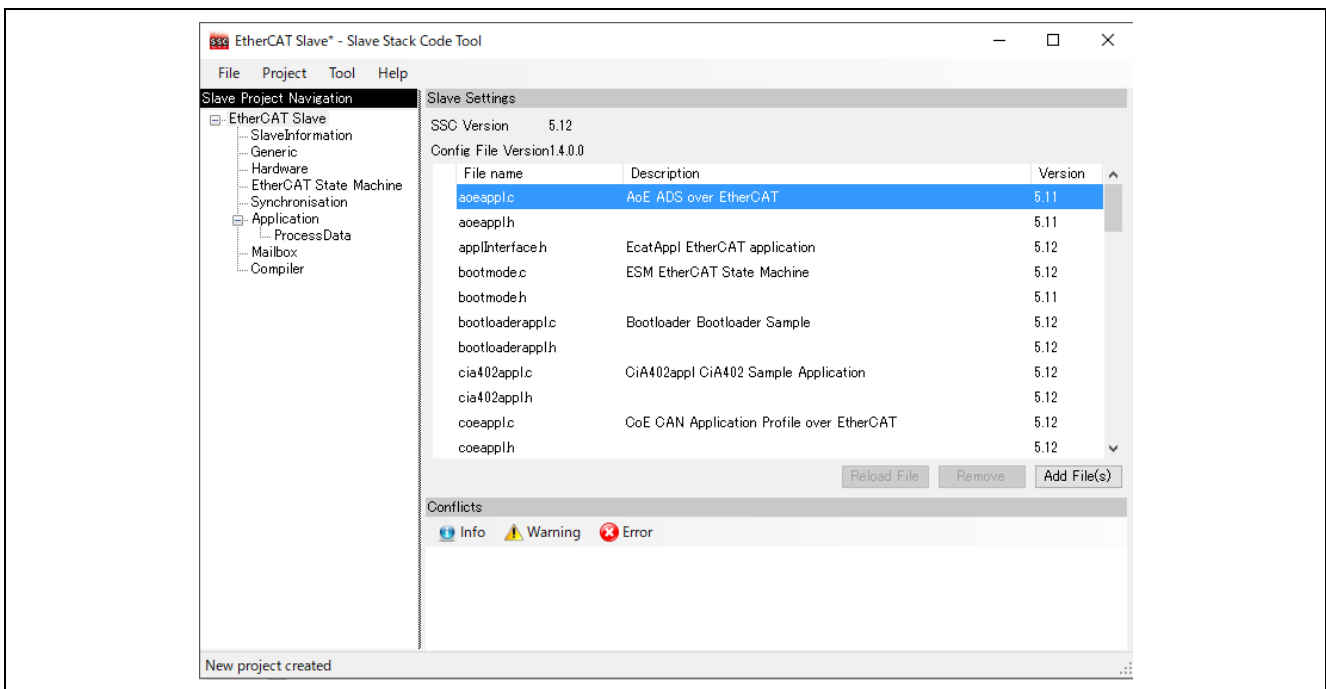 SSC EtherCAT Slave* - Slave Stack Code Tool
File Project Tool Help
Slave Project Navigation
EtherCAT Slave
SlaveInformation
Generic
Hardware
EtherCAT State Machine
Synchronisation
Application
ProcessData
Mailbox
Compiler
Slave Settings
SSC Version 5.12
Config File Version1.4.0.0
File name Description Version
aoeappl.c AoE ADS over EtherCAT 5.11
aoeappl.h 5.11
applInterface.h EcatAppl EtherCAT application 5.12
bootmode.c ESM EtherCAT State Machine 5.12
bootmode.h 5.11
bootloaderappl.c Bootloader Bootloader Sample 5.12
bootloaderappl.h 5.12
cia402appl.c CiA402appl CiA402 Sample Application 5.12
cia402appl.h 5.12
coeappl.c CoE CAN Application Profile over EtherCAT 5.12
coeappl.h 5.12
Reload File Remove Add File(s)
Conflicts
Info Warning Error
New project created